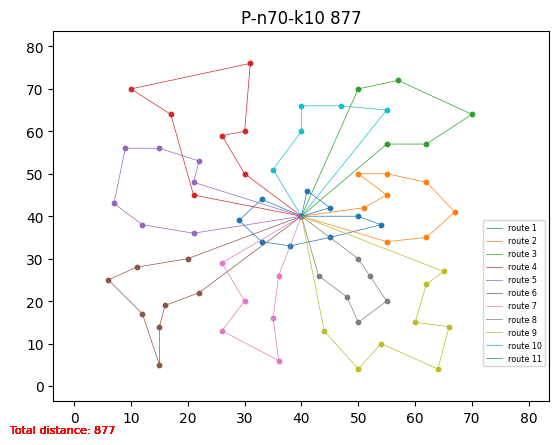 P-n70-k10 877
80
70
60
50
40
30
20
10
0
route 1
route 2
route 3
route 4
route 5
route 6
route 7
route 8
route 9
route 10
route 11
0 10 20 30 40 50 60 70 80
Total distance: 877